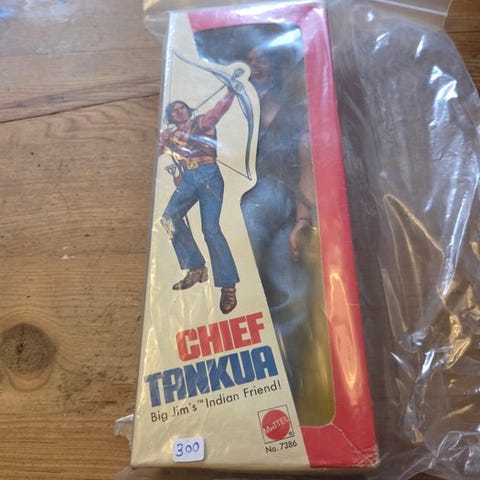 CHIEF
TANKUA
Big Jim's™ Indian Friend!
MATTEL
No. 7386
300